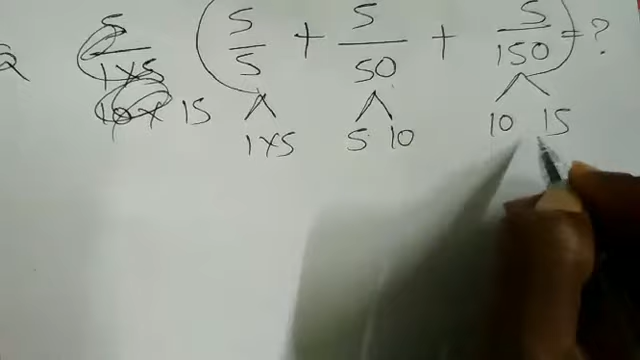 Q 5/1×5 (5/5 + 5/50 + 5/150) = ?
10 × 15 1×5 5 10 10 15